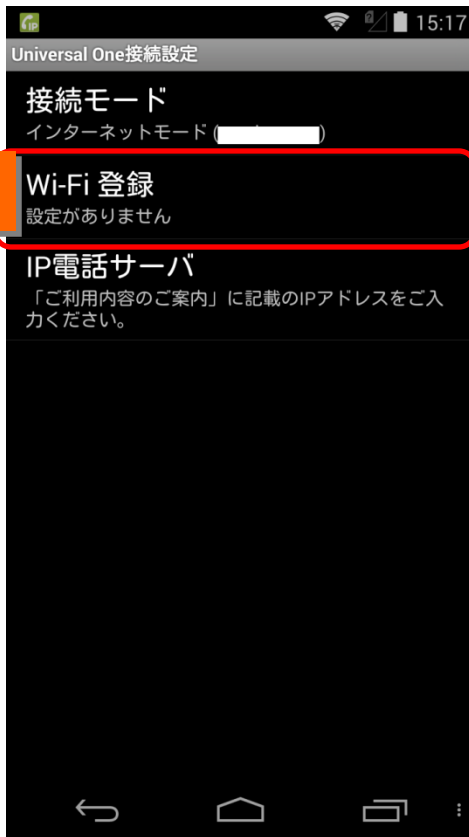 IP
15:17
Universal One接続設定
接続モード
インターネットモード ( )
Wi-Fi 登録
設定がありません
IP電話サーバ
「ご利用内容のご案内」に記載のIPアドレスをご入
力ください。